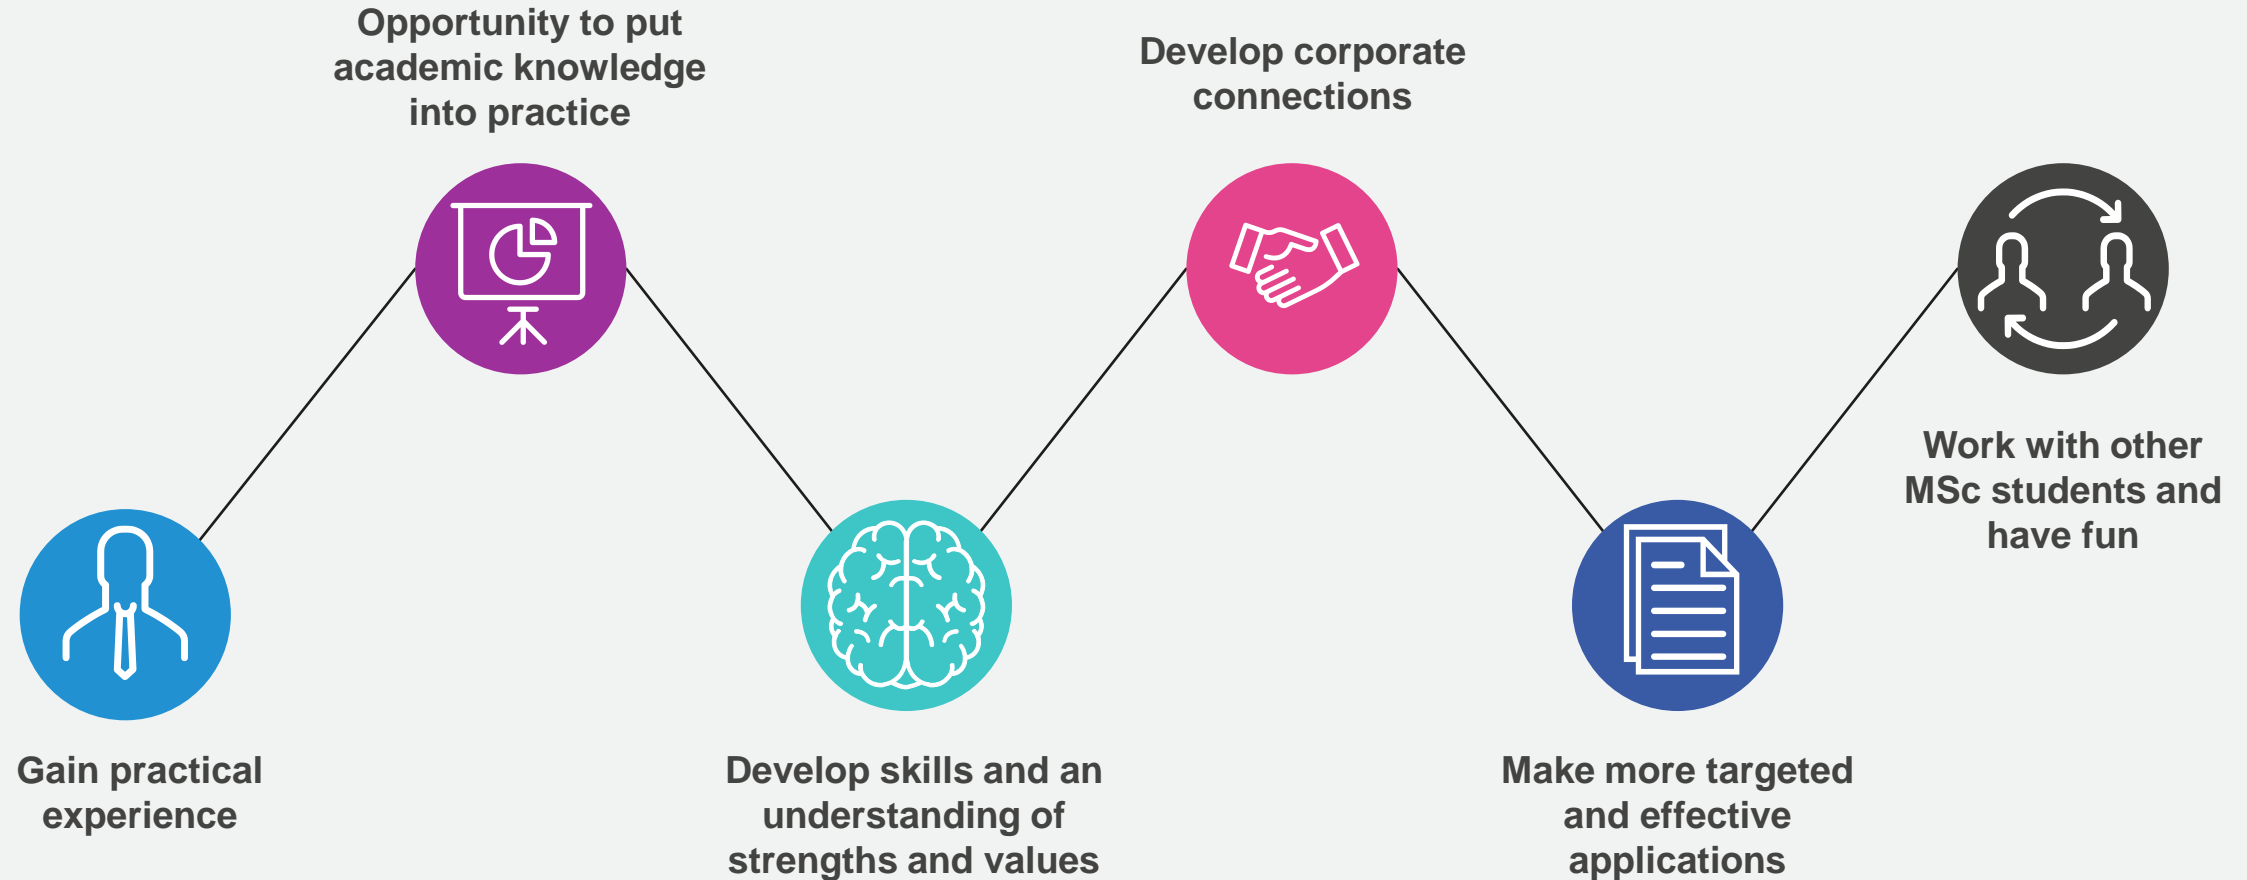 Opportunity to put
academic knowledge
into practice
Develop corporate
connections
Work with other
MSc students and
have fun
Gain practical
experience
Develop skills and an
understanding of
strengths and values
Make more targeted
and effective
applications